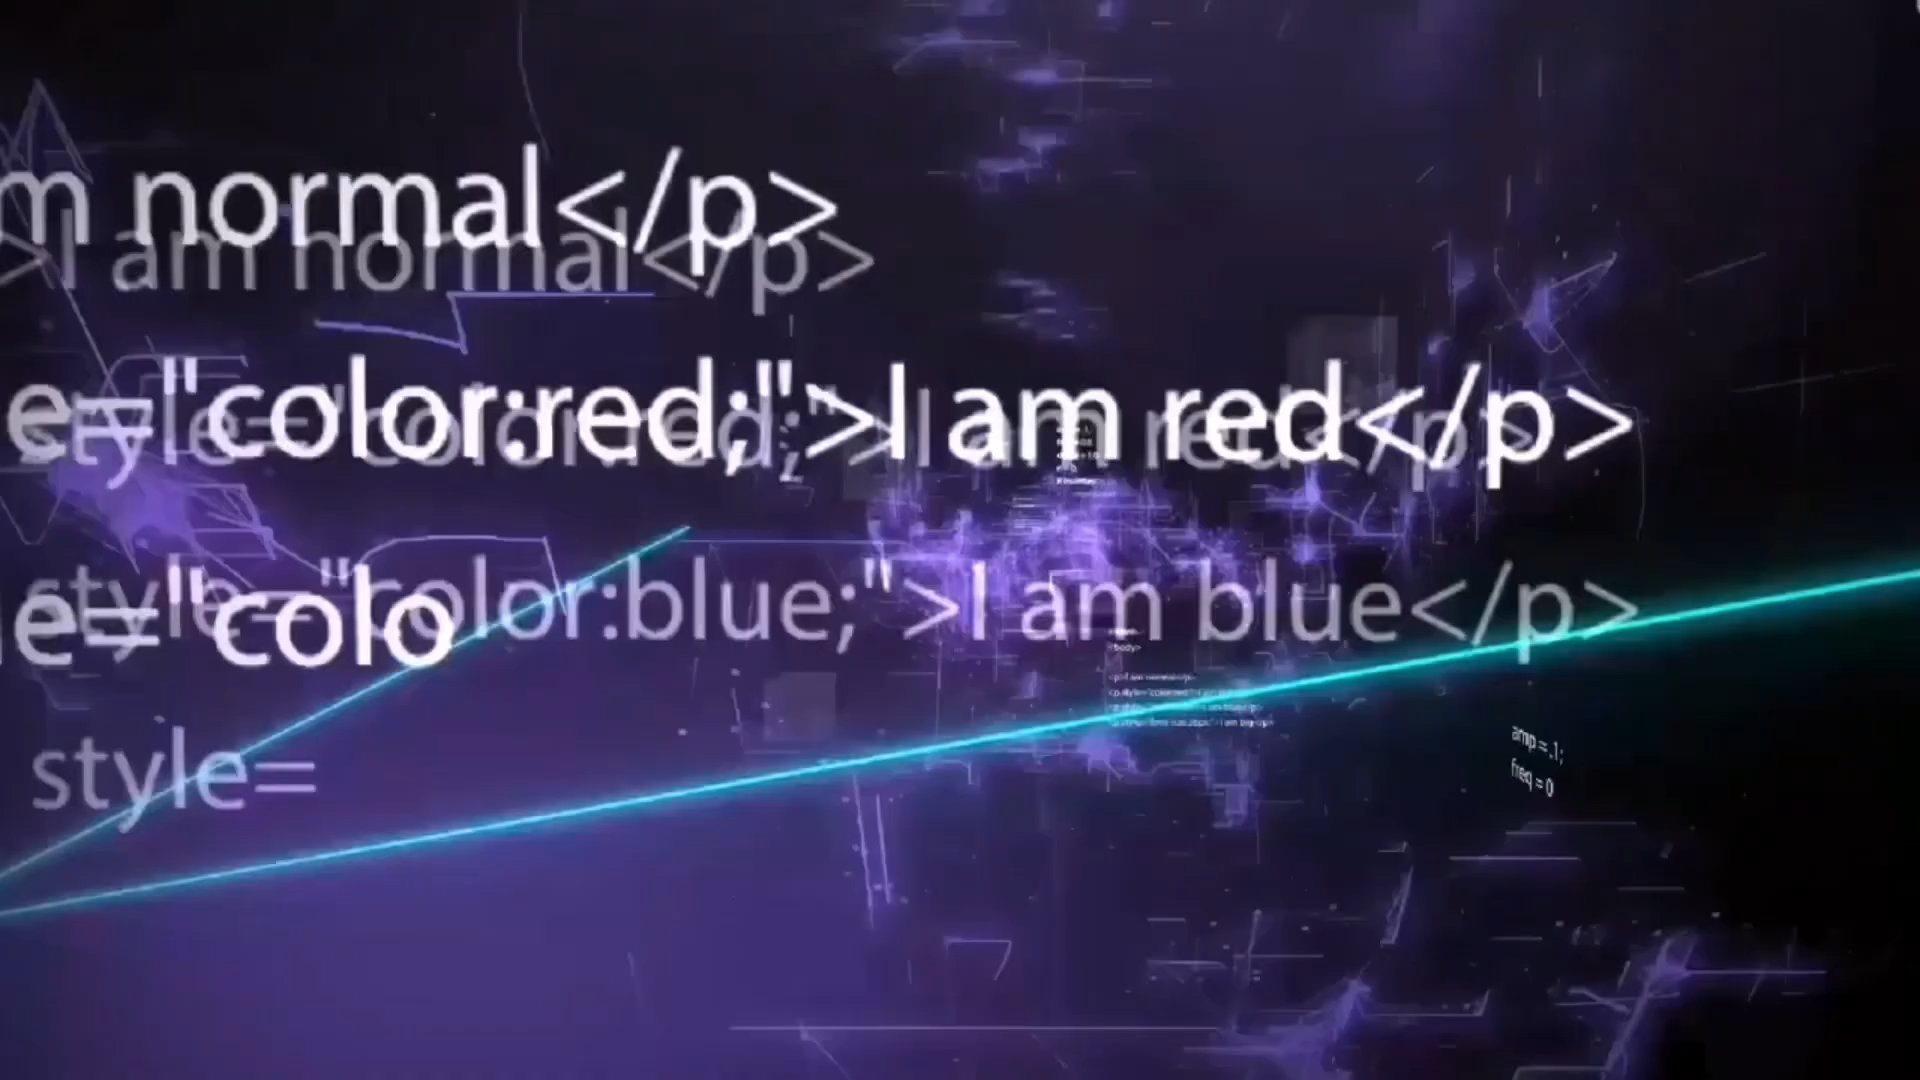 m normal</p>
>I am normal</p>
e="color:red;">I am red</p>
style="color:red;">I am red</p>
style="color:blue;">I am blue</p>
e="colo
style=
<body>
amp = .1;
freq = 0